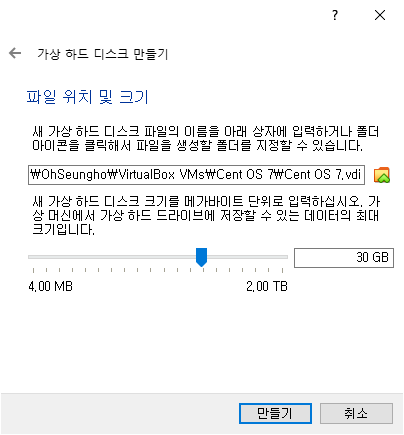 ?
가상 하드 디스크 만들기
파일 위치 및 크기
새 가상 하드 디스크 파일의 이름을 아래 상자에 입력하거나 폴더
아이콘을 클릭해서 파일을 생성할 폴더를 지정할 수 있습니다.
₩OhSeungho₩VirtualBox VMs₩Cent OS 7₩Cent OS 7.vdi
새 가상 하드 디스크 크기를 메가바이트 단위로 입력하십시오. 가
상 머신에서 가상 하드 드라이브에 저장할 수 있는 데이터의 최대
크기입니다.
30 GB
4.00 MB 2.00 TB
만들기 취소